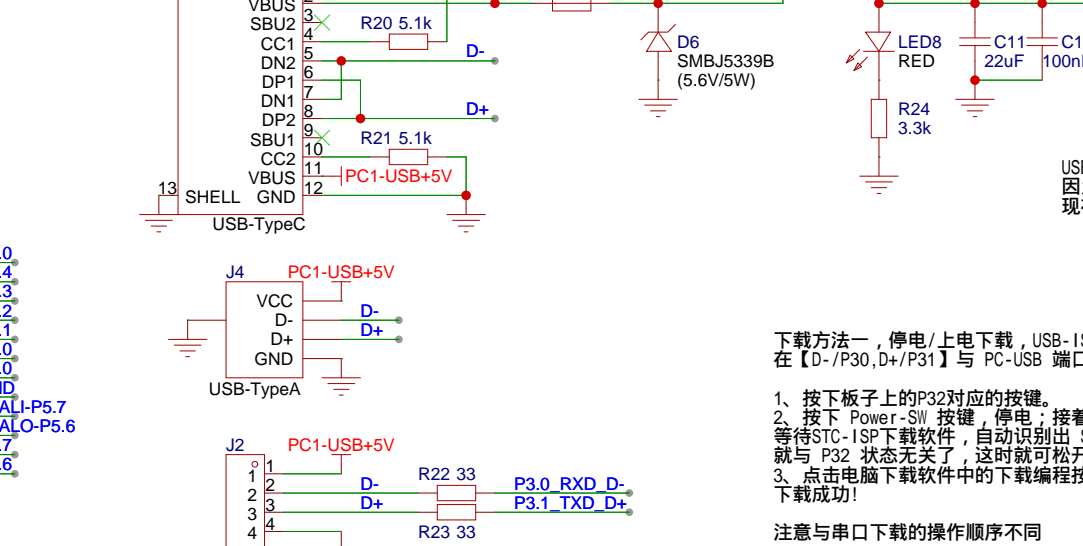 VBUS
SBU2 3
CC1 4
DN2 5
DP1 6
DN1 7
DP2 8
SBU1 9
CC2 10
VBUS 11
GND 12
13 SHELL
USB-TypeC
R20 5.1k
D-
D+
R21 5.1k
PC1-USB+5V
D6
SMBJ5339B
(5.6V/5W)
LED8
RED
C11
22uF
R24
3.3k
J4 PC1-USB+5V
VCC
D- D-
D+ D+
GND
USB-TypeA
ALI-P5.7
ALO-P5.6
J2 PC1-USB+5V
1 1
2 2 D- R22 33 P3.0_RXD_D-
3 3 D+ P3.1_TXD_D+
4 4 R23 33
下载方法一，停电/上电下载，USB-IS
在【D-/P30,D+/P31】与 PC-USB 端口
1、按下板子上的P32对应的按键。
2、按下 Power-SW 按键，停电；接着
等待STC-ISP下载软件，自动识别出
就与 P32 状态无关了，这时就可松开
3、点击电脑下载软件中的下载编程按
下载成功!
注意与串口下载的操作顺序不同